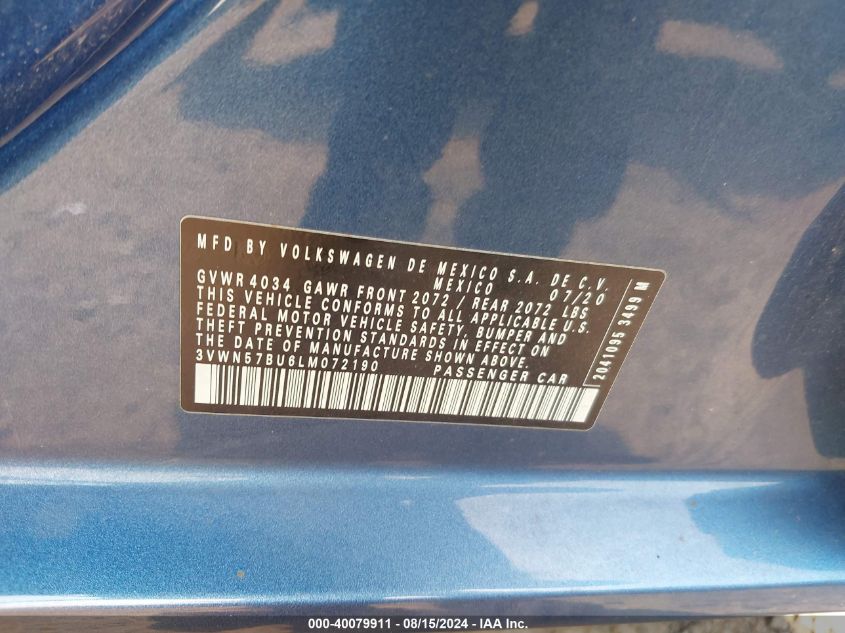 MFD BY VOLKSWAGEN DE MEXICO S.A. DE C.V.
MEXICO 07/20
GVWR 4034 GAWR FRONT 2072 / REAR 2072 LBS
THIS VEHICLE CONFORMS TO ALL APPLICABLE U.S.
FEDERAL MOTOR VEHICLE SAFETY, BUMPER AND
THEFT PREVENTION STANDARDS IN EFFECT ON
THE DATE OF MANUFACTURE SHOWN ABOVE.
3VWN57BU6LM072190 PASSENGER CAR
2041095 3499 M
000-40079911 - 08/15/2024 - IAA Inc.